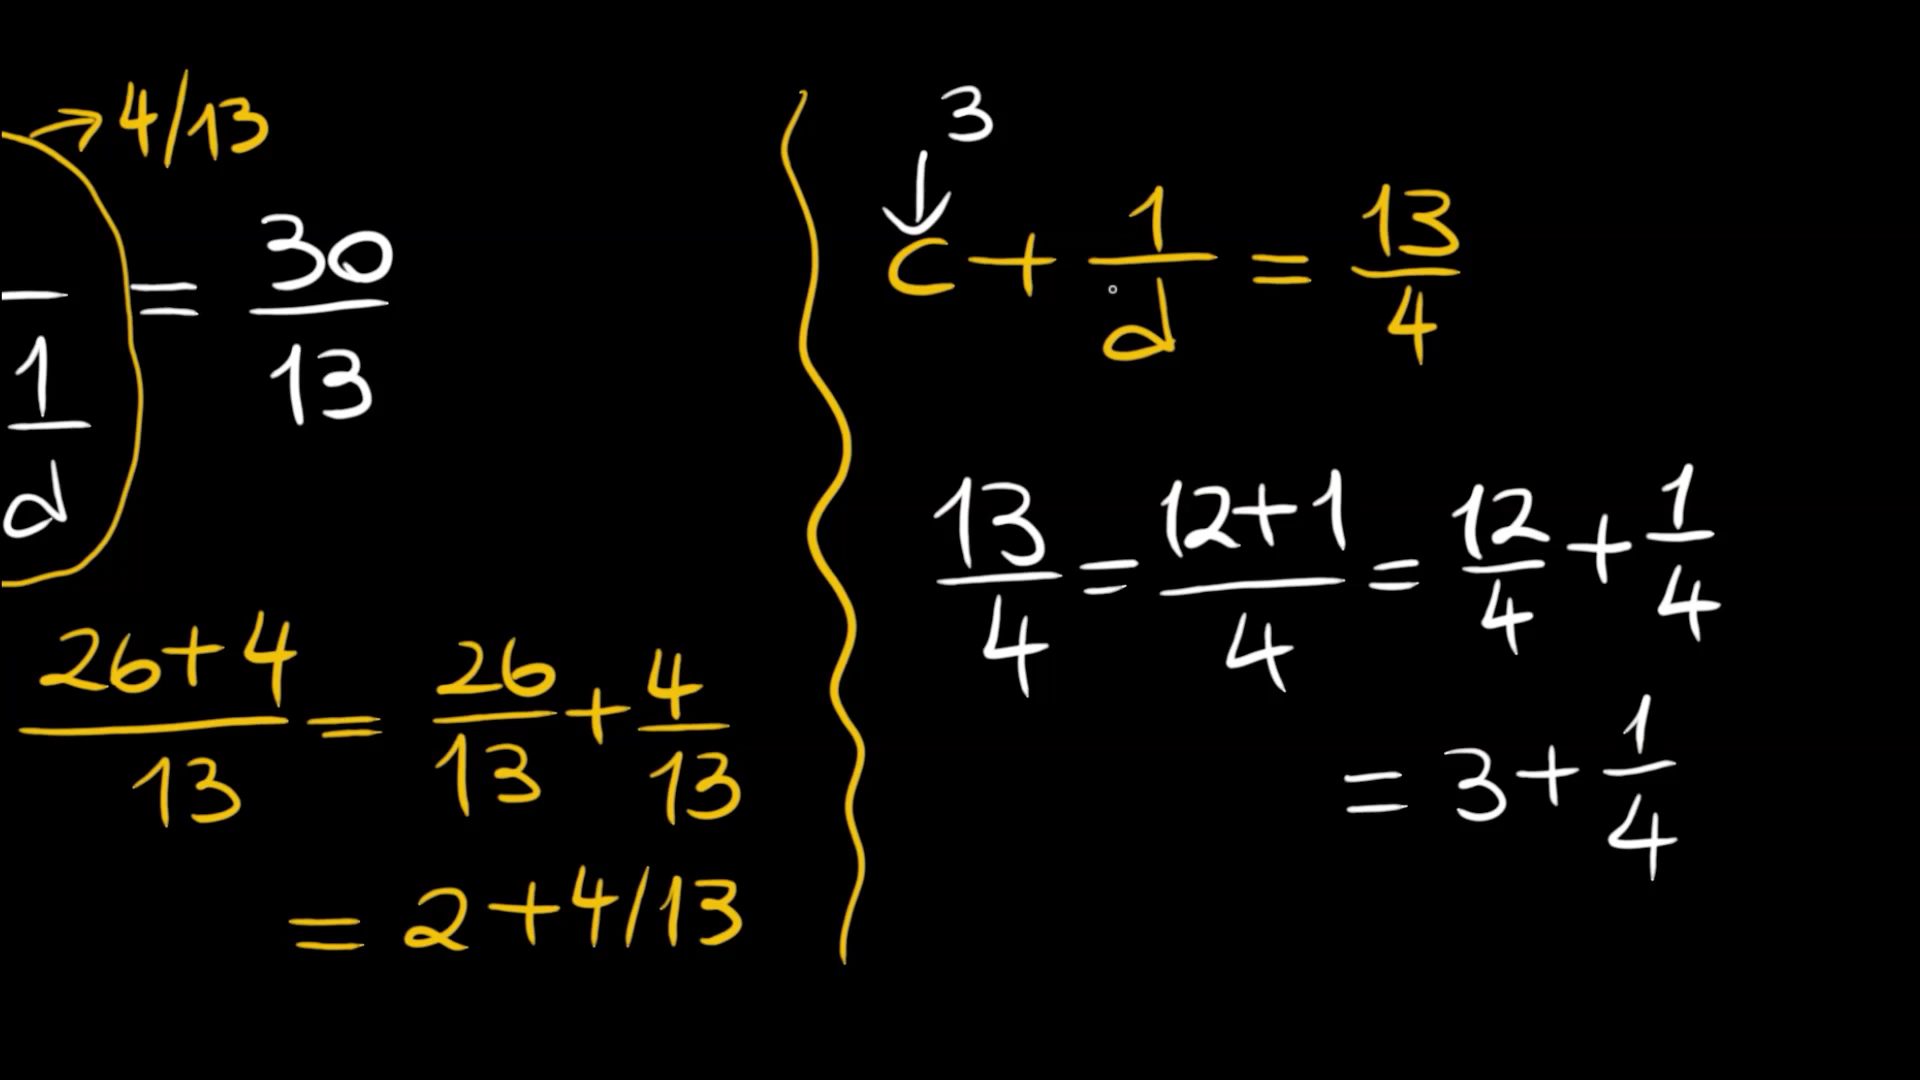 → 4/13
— = 30/13
1/d
26+4/13 = 26/13 + 4/13
= 2 + 4/13
3
↓
c + 1/d = 13/4
13/4 = 12+1/4 = 12/4 + 1/4
= 3 + 1/4